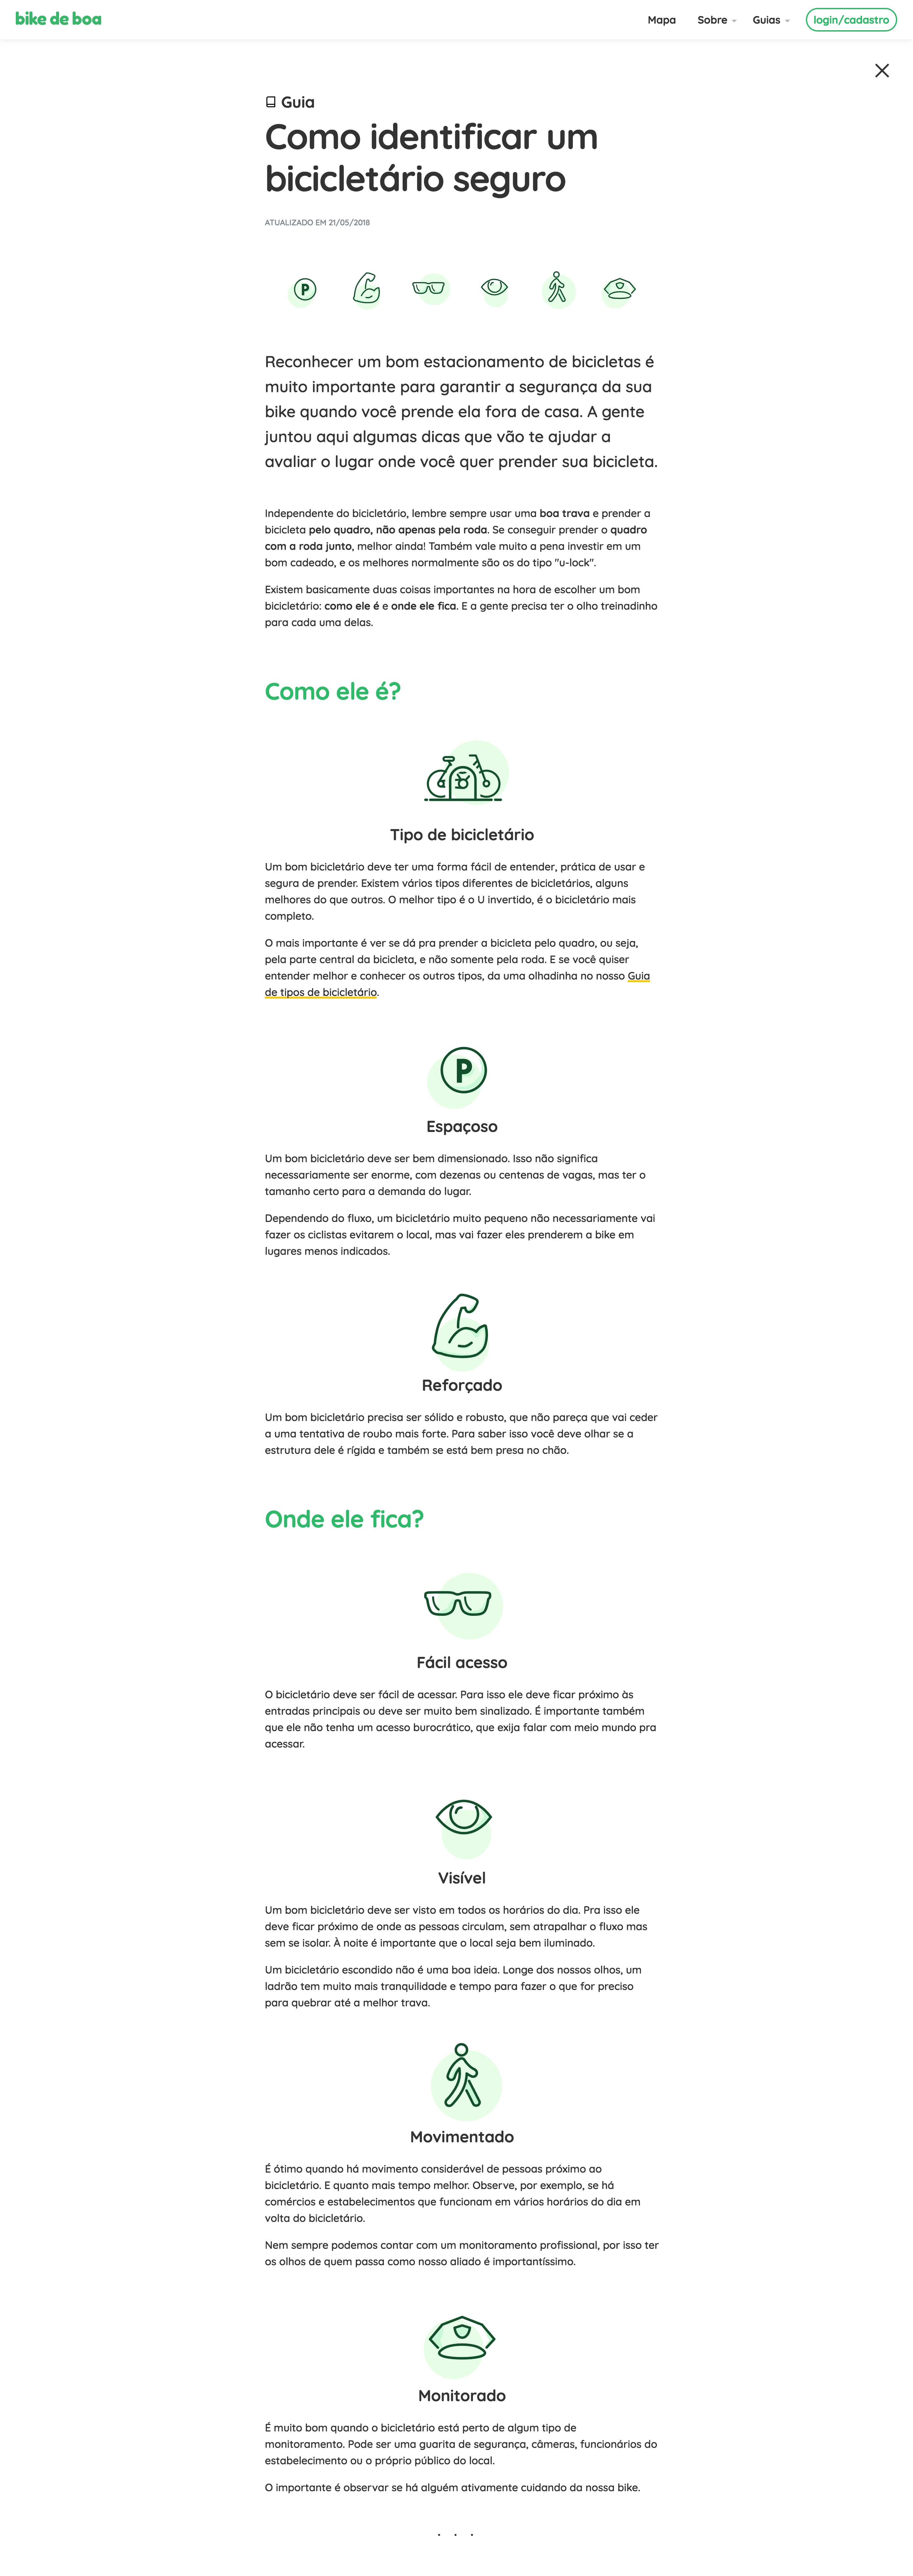 bike de boa
Mapa
Sobre
Guias
login/cadastro
Guia
Como identificar um
bicicletário seguro
ATUALIZADO EM 21/05/2018
P
Reconhecer um bom estacionamento de bicicletas é
muito importante para garantir a segurança da sua
bike quando você prende ela fora de casa. A gente
juntou aqui algumas dicas que vão te ajudar a
avaliar o lugar onde você quer prender sua bicicleta.
Independente do bicicletário, lembre sempre usar uma boa trava e prender a
bicicleta pelo quadro, não apenas pela roda. Se conseguir prender o quadro
com a roda junto, melhor ainda! Também vale muito a pena investir em um
bom cadeado, e os melhores normalmente são os do tipo "u-lock".
Existem basicamente duas coisas importantes na hora de escolher um bom
bicicletário: como ele é e onde ele fica. E a gente precisa ter o olho treinadinho
para cada uma delas.
Como ele é?
Tipo de bicicletário
Um bom bicicletário deve ter uma forma fácil de entender, prática de usar e
segura de prender. Existem vários tipos diferentes de bicicletários, alguns
melhores do que outros. O melhor tipo é o U invertido, é o bicicletário mais
completo.
O mais importante é ver se dá pra prender a bicicleta pelo quadro, ou seja,
pela parte central da bicicleta, e não somente pela roda. E se você quiser
entender melhor e conhecer os outros tipos, da uma olhadinha no nosso Guia
de tipos de bicicletário.
P
Espaçoso
Um bom bicicletário deve ser bem dimensionado. Isso não significa
necessariamente ser enorme, com dezenas ou centenas de vagas, mas ter o
tamanho certo para a demanda do lugar.
Dependendo do fluxo, um bicicletário muito pequeno não necessariamente vai
fazer os ciclistas evitarem o local, mas vai fazer eles prenderem a bike em
lugares menos indicados.
Reforçado
Um bom bicicletário precisa ser sólido e robusto, que não pareça que vai ceder
a uma tentativa de roubo mais forte. Para saber isso você deve olhar se a
estrutura dele é rígida e também se está bem presa no chão.
Onde ele fica?
Fácil acesso
O bicicletário deve ser fácil de acessar. Para isso ele deve ficar próximo às
entradas principais ou deve ser muito bem sinalizado. É importante também
que ele não tenha um acesso burocrático, que exija falar com meio mundo pra
acessar.
Visível
Um bom bicicletário deve ser visto em todos os horários do dia. Pra isso ele
deve ficar próximo de onde as pessoas circulam, sem atrapalhar o fluxo mas
sem se isolar. À noite é importante que o local seja bem iluminado.
Um bicicletário escondido não é uma boa ideia. Longe dos nossos olhos, um
ladrão tem muito mais tranquilidade e tempo para fazer o que for preciso
para quebrar até a melhor trava.
Movimentado
É ótimo quando há movimento considerável de pessoas próximo ao
bicicletário. E quanto mais tempo melhor. Observe, por exemplo, se há
comércios e estabelecimentos que funcionam em vários horários do dia em
volta do bicicletário.
Nem sempre podemos contar com um monitoramento profissional, por isso ter
os olhos de quem passa como nosso aliado é importantíssimo.
Monitorado
É muito bom quando o bicicletário está perto de algum tipo de
monitoramento. Pode ser uma guarita de segurança, câmeras, funcionários do
estabelecimento ou o próprio público do local.
O importante é observar se há alguém ativamente cuidando da nossa bike.
. . .